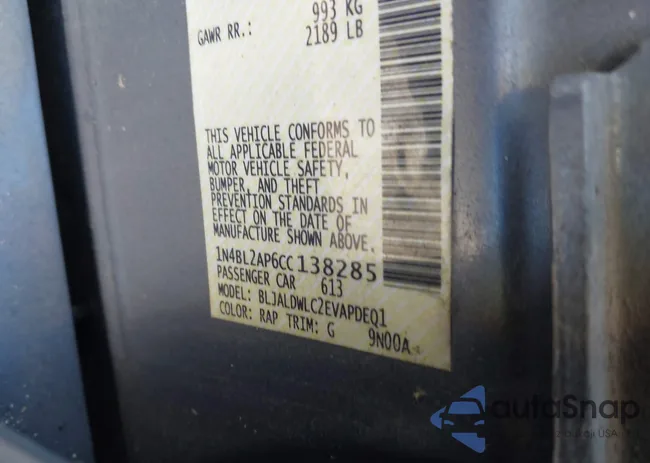 993 KG
GAWR RR.: 2189 LB
THIS VEHICLE CONFORMS TO
ALL APPLICABLE FEDERAL
MOTOR VEHICLE SAFETY,
BUMPER, AND THEFT
PREVENTION STANDARDS IN
EFFECT ON THE DATE OF
MANUFACTURE SHOWN ABOVE.
1N4BL2AP6CC138285
PASSENGER CAR 613
MODEL: BLJALDWLC2EVAPDEQ1
COLOR: RAP TRIM: G 9N00A
autoSnap
USA